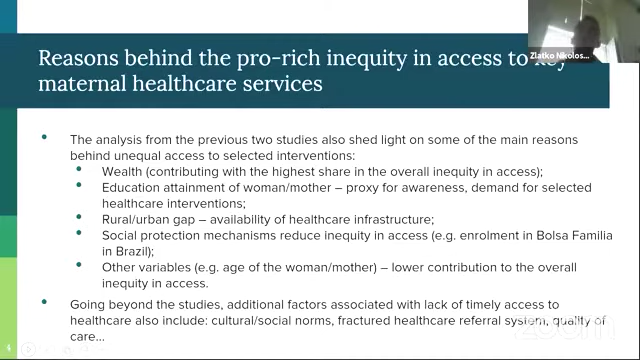 Zlatko Nikolos...
Reasons behind the pro-rich inequity in access to key
maternal healthcare services
• The analysis from the previous two studies also shed light on some of the main reasons
behind unequal access to selected interventions:
• Wealth (contributing with the highest share in the overall inequity in access);
• Education attainment of woman/mother – proxy for awareness, demand for selected
healthcare interventions;
• Rural/urban gap – availability of healthcare infrastructure;
• Social protection mechanisms reduce inequity in access (e.g. enrolment in Bolsa Familia
in Brazil);
• Other variables (e.g. age of the woman/mother) – lower contribution to the overall
inequity in access.
• Going beyond the studies, additional factors associated with lack of timely access to
healthcare also include: cultural/social norms, fractured healthcare referral system, quality of
care...
zoom
4